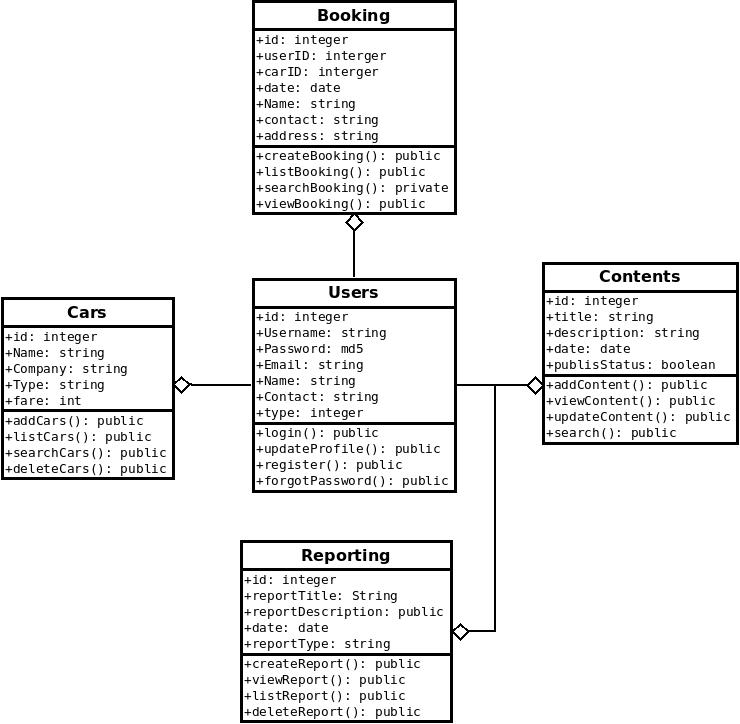 Booking
+id: integer
+userID: interger
+carID: interger
+date: date
+Name: string
+contact: string
+address: string
+createBooking(): public
+listBooking(): public
+searchBooking(): private
+viewBooking(): public
Cars
+id: integer
+Name: string
+Company: string
+Type: string
+fare: int
+addCars(): public
+listCars(): public
+searchCars(): public
+deleteCars(): public
Users
+id: integer
+Username: string
+Password: md5
+Email: string
+Name: string
+Contact: string
+type: integer
+login(): public
+updateProfile(): public
+register(): public
+forgotPassword(): public
Contents
+id: integer
+title: string
+description: string
+date: date
+publisStatus: boolean
+addContent(): public
+viewContent(): public
+updateContent(): public
+search(): public
Reporting
+id: integer
+reportTitle: String
+reportDescription: public
+date: date
+reportType: string
+createReport(): public
+viewReport(): public
+listReport(): public
+deleteReport(): public